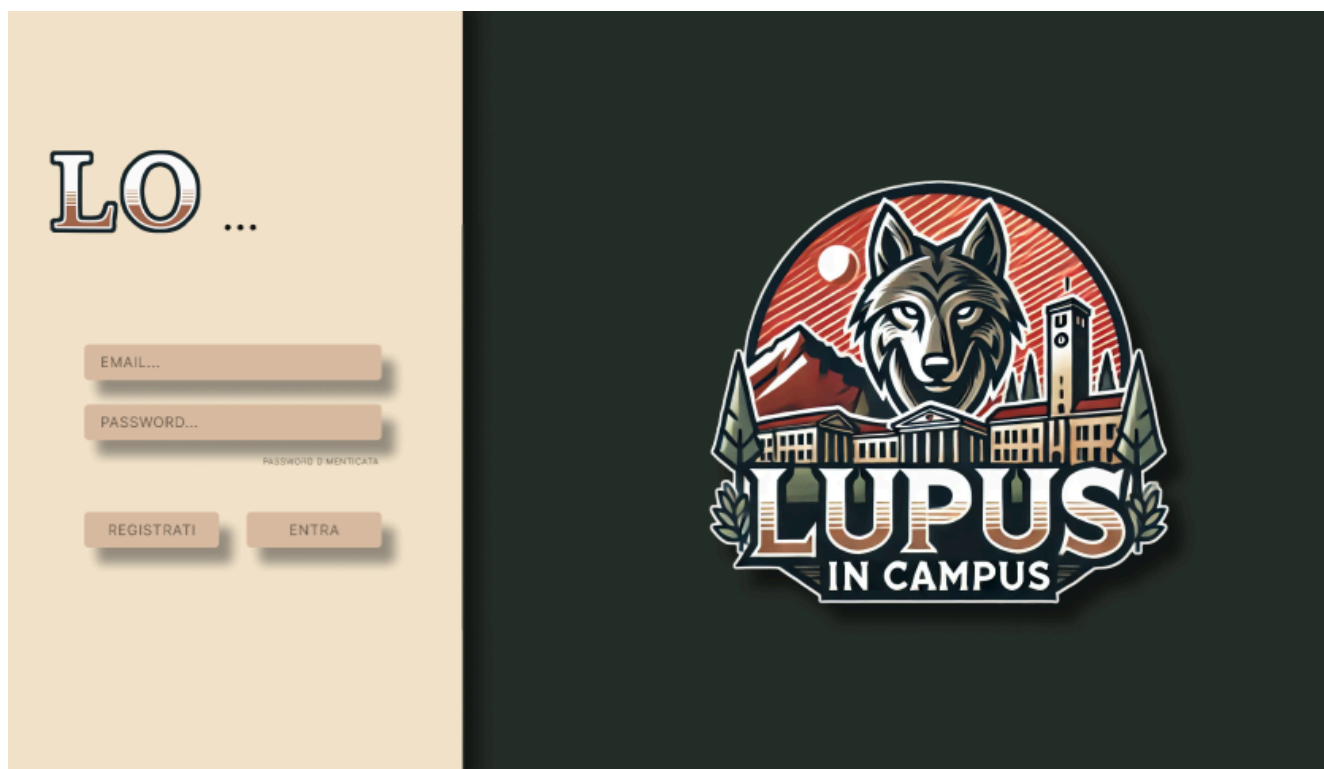 LO ...
EMAIL...
PASSWORD...
PASSWORD DIMENTICATA
REGISTRATI
ENTRA
LUPUS
IN CAMPUS